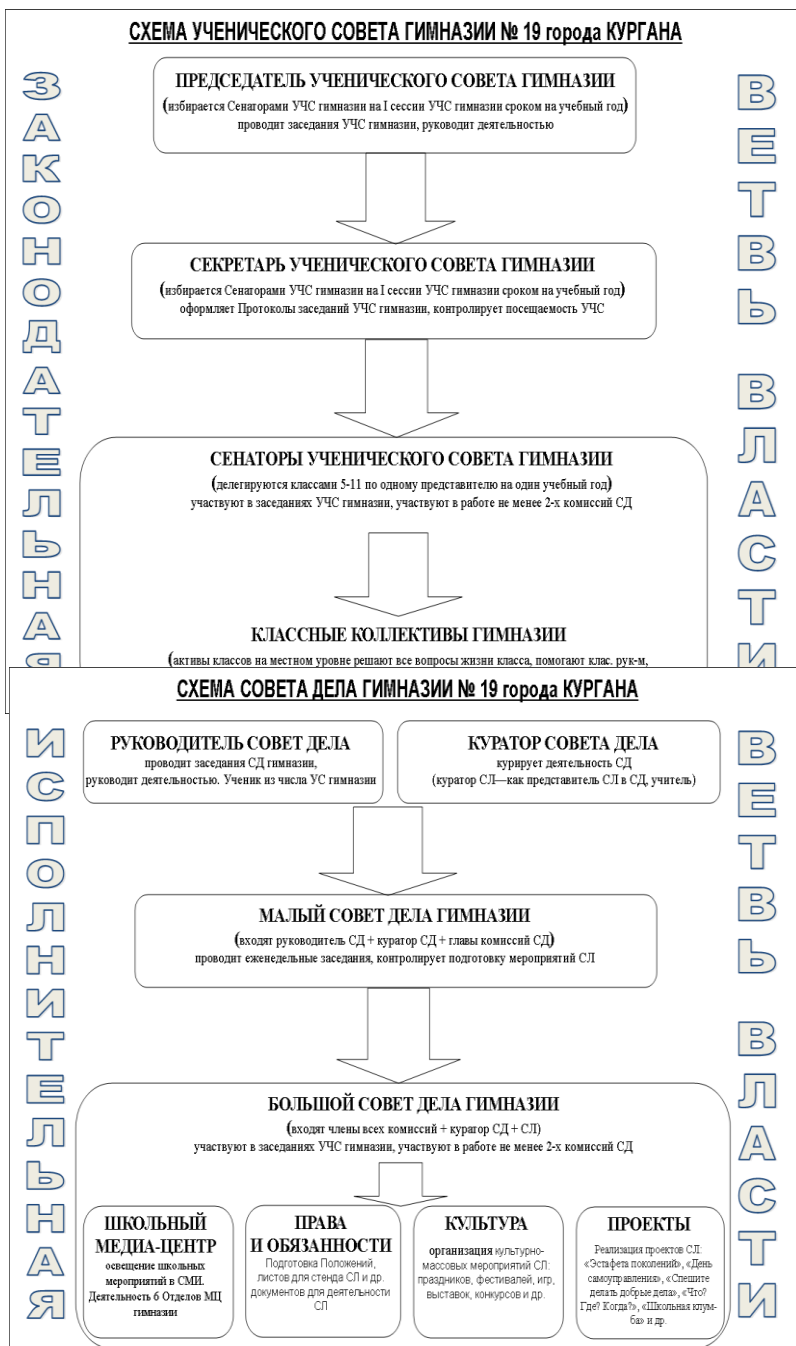 СХЕМА УЧЕНИЧЕСКОГО СОВЕТА ГИМНАЗИИ № 19 города КУРГАНА
ЗАКОНОДАТЕЛЬНАЯ
ВЕТВЬ ВЛАСТИ
ПРЕДСЕДАТЕЛЬ УЧЕНИЧЕСКОГО СОВЕТА ГИМНАЗИИ
(избирается Сенаторами УЧС гимназии на I сессии УЧС гимназии сроком на учебный год)
проводит заседания УЧС гимназии, руководит деятельностью
СЕКРЕТАРЬ УЧЕНИЧЕСКОГО СОВЕТА ГИМНАЗИИ
(избирается Сенаторами УЧС гимназии на I сессии УЧС гимназии сроком на учебный год)
оформляет Протоколы заседаний УЧС гимназии, контролирует посещаемость УЧС
СЕНАТОРЫ УЧЕНИЧЕСКОГО СОВЕТА ГИМНАЗИИ
(делегируются классами 5-11 по одному представителю на один учебный год)
участвуют в заседаниях УЧС гимназии, участвуют в работе не менее 2-х комиссий СД
КЛАССНЫЕ КОЛЛЕКТИВЫ ГИМНАЗИИ
(активы классов на местном уровне решают все вопросы жизни класса, помогают клас. рук-м,
СХЕМА СОВЕТА ДЕЛА ГИМНАЗИИ № 19 города КУРГАНА
ИСПОЛНИТЕЛЬНАЯ
ВЕТВЬ ВЛАСТИ
РУКОВОДИТЕЛЬ СОВЕТ ДЕЛА
проводит заседания СД гимназии,
руководит деятельностью. Ученик из числа УС гимназии
КУРАТОР СОВЕТА ДЕЛА
курирует деятельность СД
(куратор СЛ—как представитель СЛ в СД, учитель)
МАЛЫЙ СОВЕТ ДЕЛА ГИМНАЗИИ
(входят руководитель СД + куратор СД + главы комиссий СД)
проводит еженедельные заседания, контролирует подготовку мероприятий СЛ
БОЛЬШОЙ СОВЕТ ДЕЛА ГИМНАЗИИ
(входят члены всех комиссий + куратор СД + СЛ)
участвуют в заседаниях УЧС гимназии, участвуют в работе не менее 2-х комиссий СД
ШКОЛЬНЫЙ
МЕДИА-ЦЕНТР
освещение школьных
мероприятий в СМИ.
Деятельность 6 Отделов МЦ
гимназии
ПРАВА
И ОБЯЗАННОСТИ
Подготовка Положений,
листов для стенда СЛ и др.
документов для деятельности
СЛ
КУЛЬТУРА
организация культурно-
массовых мероприятий СЛ:
праздников, фестивалей, игр,
выставок, конкурсов и др.
ПРОЕКТЫ
Реализация проектов СЛ:
«Эстафета поколений», «День
самоуправления», «Спешите
делать добрые дела», «Что?
Где? Когда?», «Школьная клум-
ба» и др.